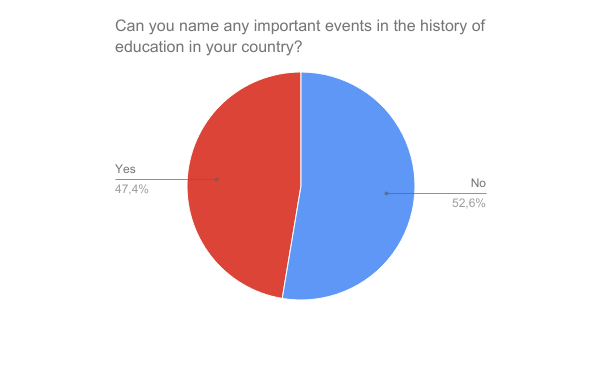 Can you name any important events in the history of
education in your country?
Yes
47,4%
No
52,6%